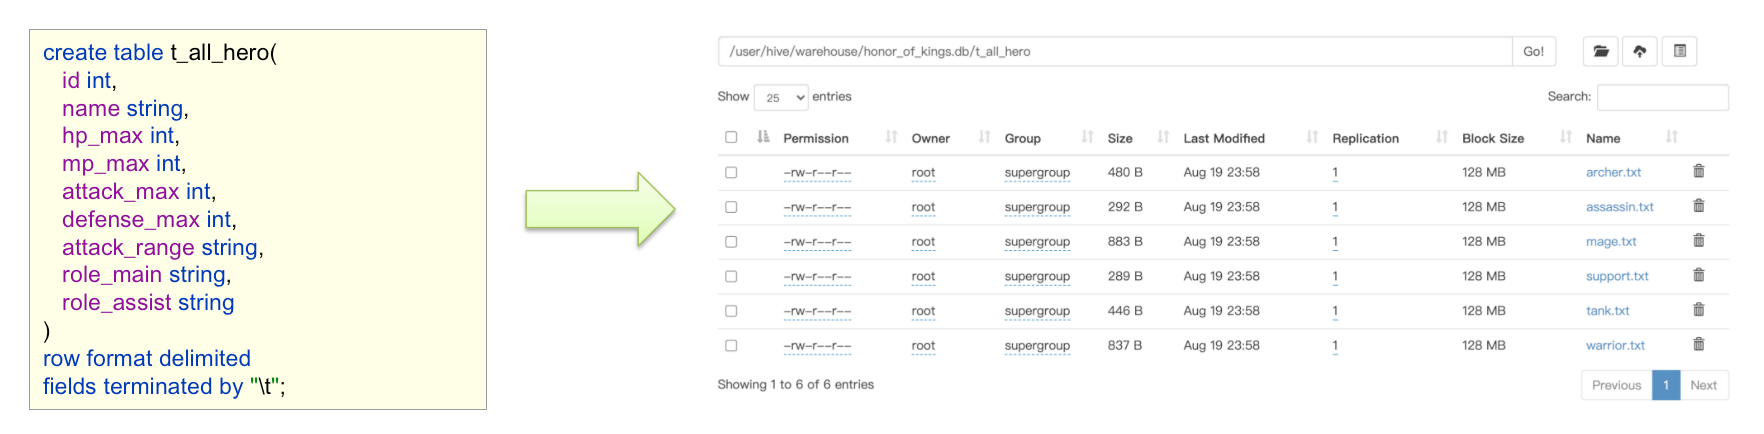 create table t_all_hero(
id int,
name string,
hp_max int,
mp_max int,
attack_max int,
defense_max int,
attack_range string,
role_main string,
role_assist string
)
row format delimited
fields terminated by "\t";
/user/hive/warehouse/honor_of_kings.db/t_all_hero Go!
Show 25 entries Search:
Permission Owner Group Size Last Modified Replication Block Size Name
-rw-r--r-- root supergroup 480 B Aug 19 23:58 1 128 MB archer.txt
-rw-r--r-- root supergroup 292 B Aug 19 23:58 1 128 MB assassin.txt
-rw-r--r-- root supergroup 883 B Aug 19 23:58 1 128 MB mage.txt
-rw-r--r-- root supergroup 289 B Aug 19 23:58 1 128 MB support.txt
-rw-r--r-- root supergroup 446 B Aug 19 23:58 1 128 MB tank.txt
-rw-r--r-- root supergroup 837 B Aug 19 23:58 1 128 MB warrior.txt
Showing 1 to 6 of 6 entries Previous 1 Next